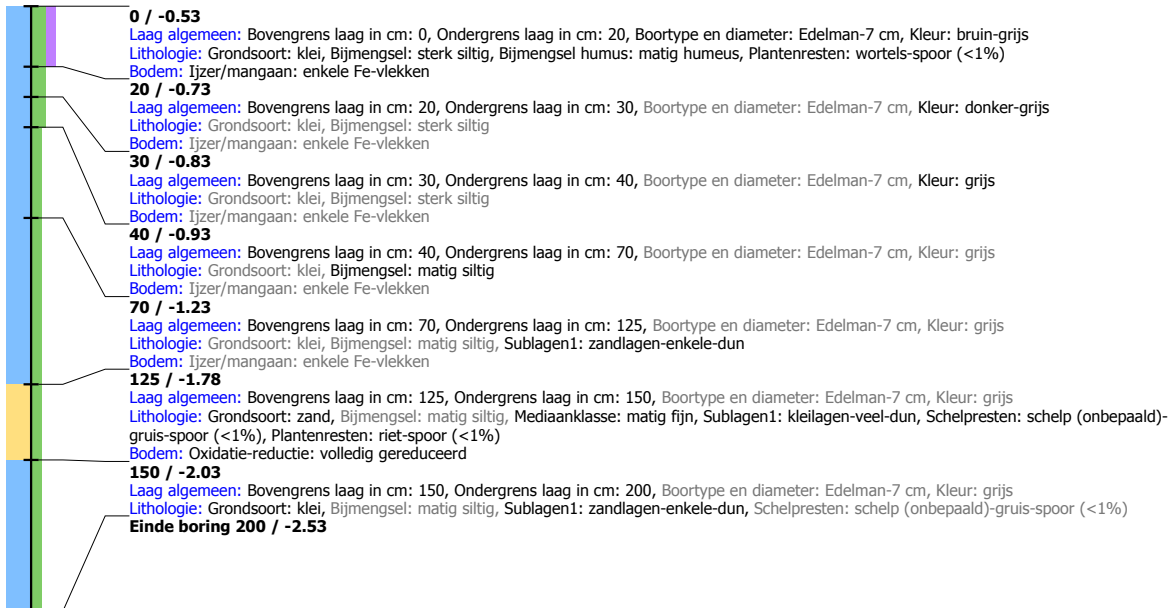 0 / -0.53
Laag algemeen: Bovengrens laag in cm: 0, Ondergrens laag in cm: 20, Boortype en diameter: Edelman-7 cm, Kleur: bruin-grijs
Lithologie: Grondsoort: klei, Bijmengsel: sterk siltig, Bijmengsel humus: matig humeus, Plantenresten: wortels-spoor (<1%)
Bodem: Ijzer/mangaan: enkele Fe-vlekken
20 / -0.73
Laag algemeen: Bovengrens laag in cm: 20, Ondergrens laag in cm: 30, Boortype en diameter: Edelman-7 cm, Kleur: donker-grijs
Lithologie: Grondsoort: klei, Bijmengsel: sterk siltig
Bodem: Ijzer/mangaan: enkele Fe-vlekken
30 / -0.83
Laag algemeen: Bovengrens laag in cm: 30, Ondergrens laag in cm: 40, Boortype en diameter: Edelman-7 cm, Kleur: grijs
Lithologie: Grondsoort: klei, Bijmengsel: sterk siltig
Bodem: Ijzer/mangaan: enkele Fe-vlekken
40 / -0.93
Laag algemeen: Bovengrens laag in cm: 40, Ondergrens laag in cm: 70, Boortype en diameter: Edelman-7 cm, Kleur: grijs
Lithologie: Grondsoort: klei, Bijmengsel: matig siltig
Bodem: Ijzer/mangaan: enkele Fe-vlekken
70 / -1.23
Laag algemeen: Bovengrens laag in cm: 70, Ondergrens laag in cm: 125, Boortype en diameter: Edelman-7 cm, Kleur: grijs
Lithologie: Grondsoort: klei, Bijmengsel: matig siltig, Sublagen1: zandlagen-enkele-dun
Bodem: Ijzer/mangaan: enkele Fe-vlekken
125 / -1.78
Laag algemeen: Bovengrens laag in cm: 125, Ondergrens laag in cm: 150, Boortype en diameter: Edelman-7 cm, Kleur: grijs
Lithologie: Grondsoort: zand, Bijmengsel: matig siltig, Mediaanklasse: matig fijn, Sublagen1: kleilagen-veel-dun, Schelpresten: schelp (onbepaald)-
gruis-spoor (<1%), Plantenresten: riet-spoor (<1%)
Bodem: Oxidatie-reductie: volledig gereduceerd
150 / -2.03
Laag algemeen: Bovengrens laag in cm: 150, Ondergrens laag in cm: 200, Boortype en diameter: Edelman-7 cm, Kleur: grijs
Lithologie: Grondsoort: klei, Bijmengsel: matig siltig, Sublagen1: zandlagen-enkele-dun, Schelpresten: schelp (onbepaald)-gruis-spoor (<1%)
Einde boring 200 / -2.53